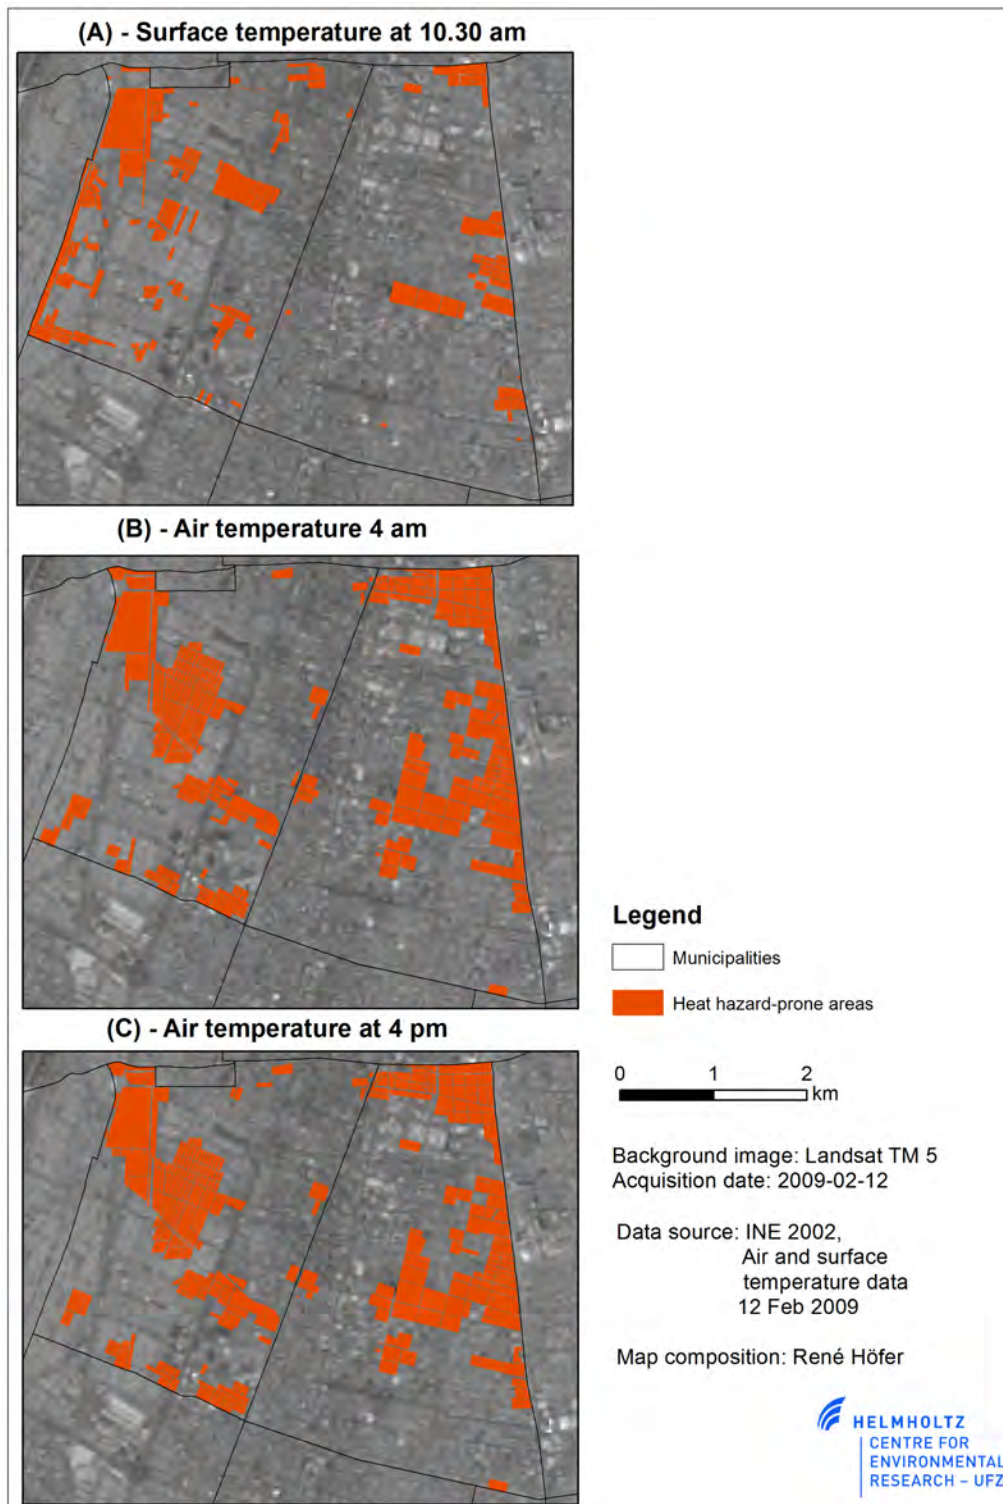 (A) - Surface temperature at 10.30 am
(B) - Air temperature 4 am
(C) - Air temperature at 4 pm
Legend
Municipalities
Heat hazard-prone areas
0 1 2
km
Background image: Landsat TM 5
Acquisition date: 2009-02-12
Data source: INE 2002,
Air and surface
temperature data
12 Feb 2009
Map composition: René Höfer
HELMHOLTZ
CENTRE FOR
ENVIRONMENTAL
RESEARCH – UFZ